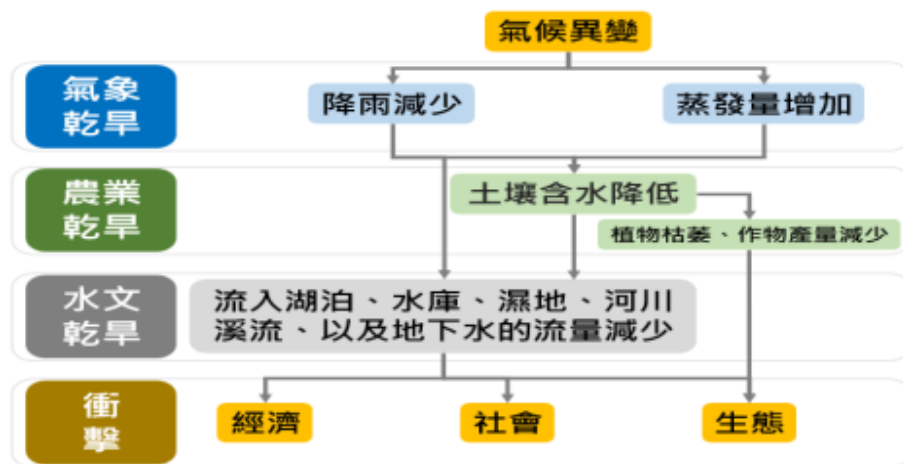 氣候異變
氣象
乾旱
降雨減少
蒸發量增加
農業
乾旱
土壤含水降低
植物枯萎、作物產量減少
水文
乾旱
流入湖泊、水庫、濕地、河川
溪流、以及地下水的流量減少
衝
擊
經濟
社會
生態